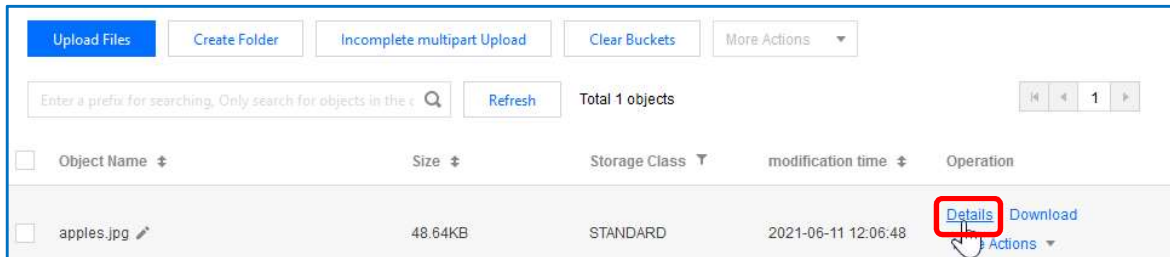 Upload Files Create Folder Incomplete multipart Upload Clear Buckets More Actions
Enter a prefix for searching, Only search for objects in the c Refresh Total 1 objects 1
Object Name Size Storage Class modification time Operation
apples.jpg 48.64KB STANDARD 2021-06-11 12:06:48 Details Download
Actions